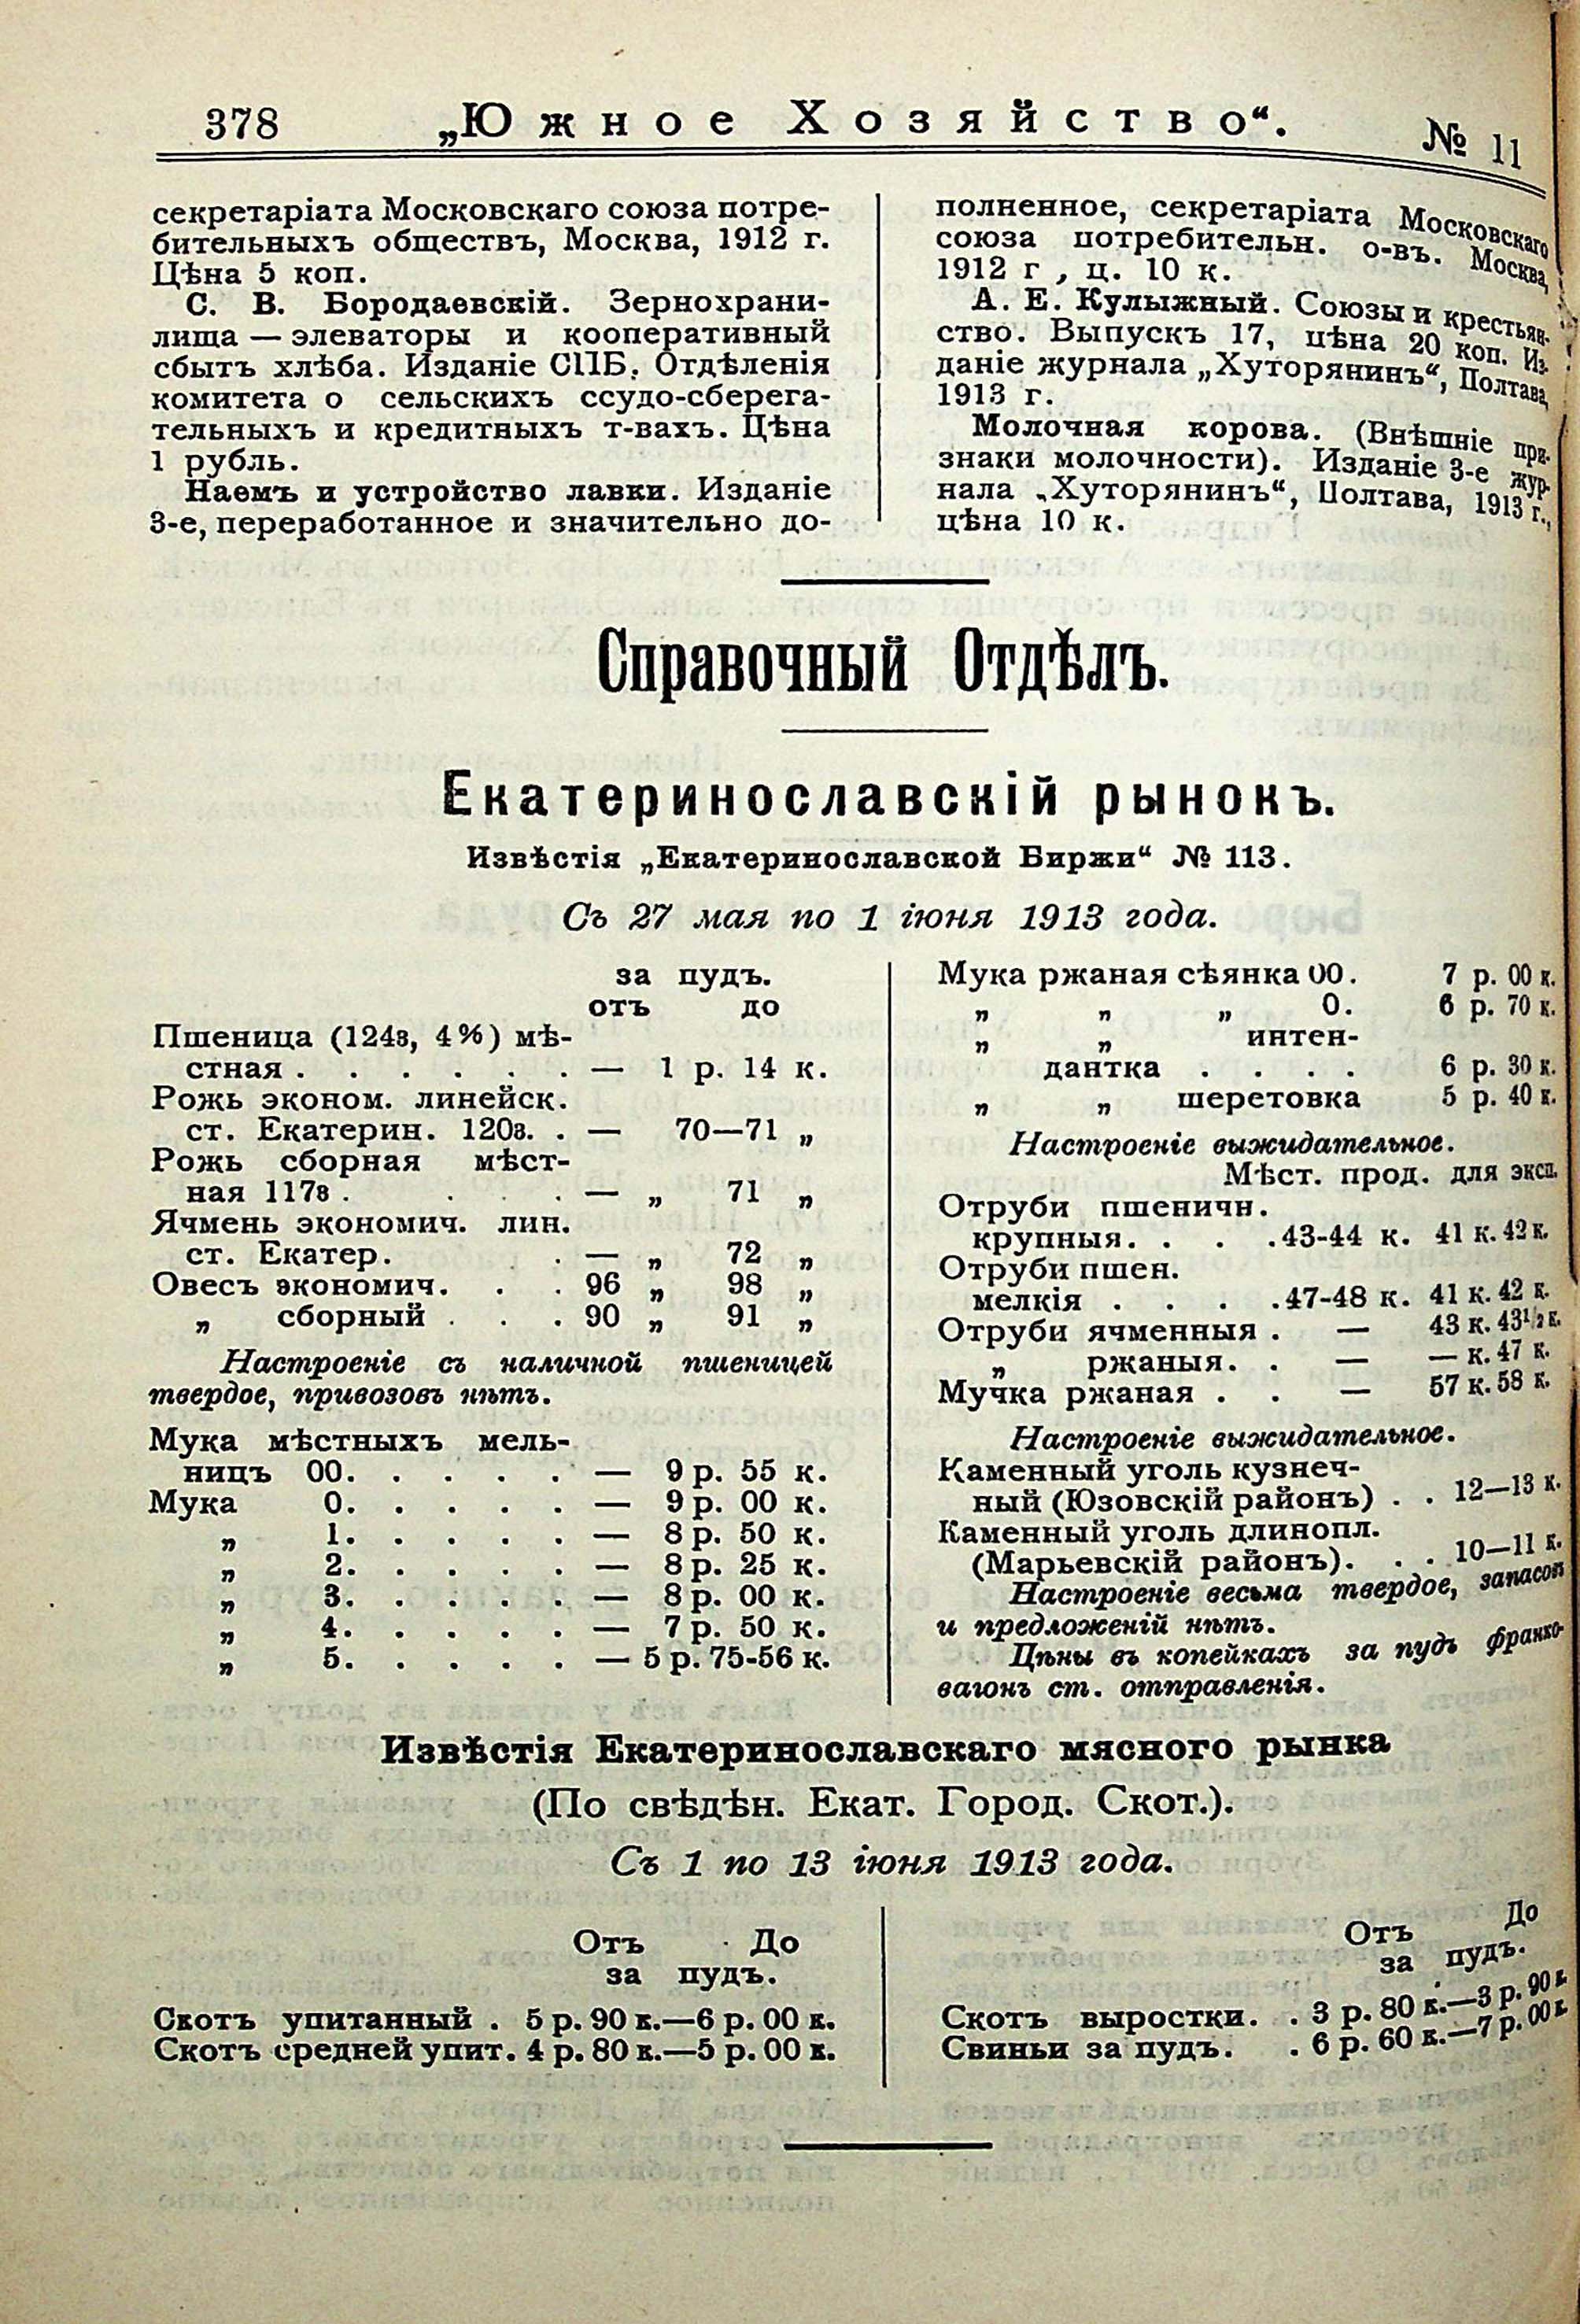 378
„Южное Хозяйство“.
№ 11
секретаріата Московскаго союза потре-
бительныхъ обществъ, Москва, 1912 г.
Цѣна 5 коп.
С. В. Бородаевскій. Зернохрани-
лища — элеваторы и кооперативный
сбытъ хлѣба. Изданіе СПБ. Отдѣленія
комитета о сельскихъ ссудо-сберега-
тельныхъ и кредитныхъ т-вахъ. Цѣна
1 рубль.
Наемъ и устройство лавки. Изданіе
3-е, переработанное и значительно до-
полненное, секретаріата Московскаго
союза потребительн. о-въ. Москва,
1912 г , ц. 10 к.
А. Е. Кулыжный. Союзы и крестьян-
ство. Выпускъ 17, цѣна 20 коп. Из-
даніе журнала „Хуторянинъ“, Полтава,
1913 г.
Молочная корова. (Внѣшніе при-
знаки молочности). Изданіе 3-е жур-
нала „Хуторянинъ“, Полтава, 1913 г.,
цѣна 10 к.
Справочный Отдѣлъ.
Екатеринославскій рынокъ.
Извѣстія „Екатеринославской Биржи“ № 113.
Съ 27 мая по 1 іюня 1913 года.
за пудъ.
отъ до
Пшеница (124з, 4%) мѣ-
стная . . . . . . — 1 р. 14 к.
Рожь эконом. линейск.
ст. Екатерин. 120з. . — 70—71 „
Рожь сборная мѣст-
ная 117з . . . . — „ 71 „
Ячмень экономич. лин.
ст. Екатер. . . — „ 72 „
Овесъ экономич. . . 96 „ 98 „
„ сборный . . . 90 „ 91 „
Настроеніе съ наличной пшеницей
твердое, привозовъ нѣтъ.
Мука мѣстныхъ мель-
ницъ 00. . . . . — 9 р. 55 к.
Мука 0. . . . . — 9 р. 00 к.
„ 1. . . . . — 8 р. 50 к.
„ 2. . . . . — 8 р. 25 к.
„ 3. . . . . — 8 р. 00 к.
„ 4. . . . . — 7 р. 50 к.
„ 5. . . . . — 5 р. 75-56 к.
Мука ржаная сѣянка 00. 7 р. 00 к.
„ „ „ 0. 6 р. 70 к.
„ „ интен-
дантка . . . . 6 р. 30 к.
„ „ шеретовка 5 р. 40 к.
Настроеніе выжидательное.
Мѣст. прод. для эксп.
Отруби пшеничн.
крупныя. . . .43-44 к. 41 к. 42 к.
Отруби пшен.
мелкія . . . .47-48 к. 41 к. 42 к.
Отруби ячменныя . — 43 к. 43½ к.
„ ржаныя. . — — к. 47 к.
Мучка ржаная . . — 57 к. 58 к.
Настроеніе выжидательное.
Каменный уголь кузнеч-
ный (Юзовскій районъ) . . 12—13 к.
Каменный уголь длинопл.
(Марьевскій районъ). . . 10—11 к.
Настроеніе весьма твердое, запасов
и предложеній нѣтъ.
Цѣны въ копейкахъ за пудъ франко-
вагонъ ст. отправленія.
Извѣстія Екатеринославскаго мясного рынка
(По свѣдѣн. Екат. Город. Скот.).
Съ 1 по 13 іюня 1913 года.
Отъ До
за пудъ.
Скотъ упитанный . 5 р. 90 к.—6 р. 00 к.
Скотъ средней упит. 4 р. 80 к.—5 р. 00 к.
Отъ До
за пудъ.
Скотъ выростки. . 3 р. 80 к.—3 р. 90 к.
Свиньи за пудъ. . 6 р. 60 к.—7 р. 00 к.